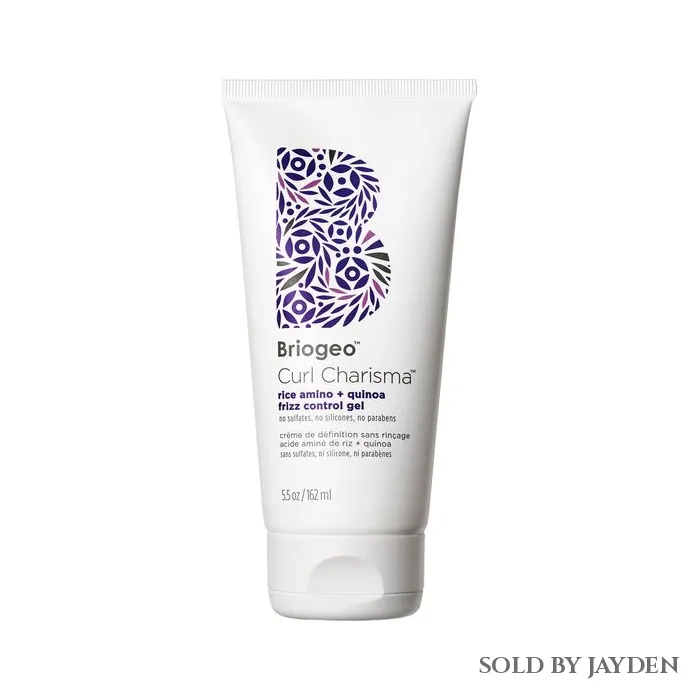 Briogeo™
Curl Charisma™
rice amino + quinoa
frizz control gel
no sulfates, no silicones, no parabens
crème de définition sans rinçage
acide aminé de riz + quinoa
sans sulfates, ni silicone, ni parabènes
5.5 oz / 162 ml
SOLD BY JAYDEN